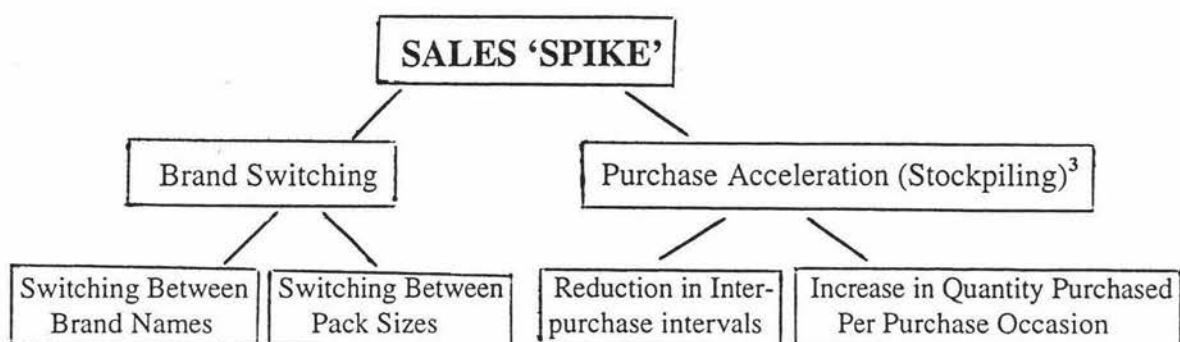 SALES ‘SPIKE’
Brand Switching
Purchase Acceleration (Stockpiling)³
Switching Between
Brand Names
Switching Between
Pack Sizes
Reduction in Inter-
purchase intervals
Increase in Quantity Purchased
Per Purchase Occasion